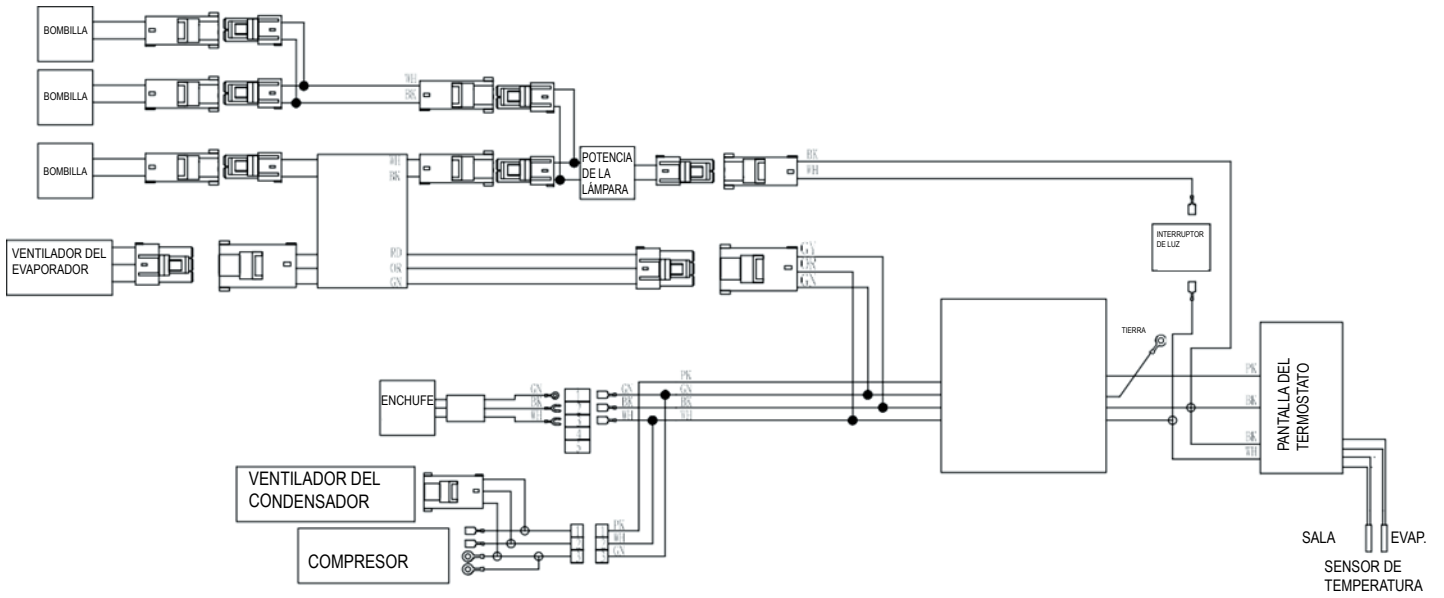 BOMBILLA
BOMBILLA
WH
BK
BOMBILLA
WH
BK
POTENCIA
DE LA
LÁMPARA
BK
WH
INTERRUPTOR
DE LUZ
VENTILADOR DEL
EVAPORADOR
RD
OR
GN
GN
BK
GN
TIERRA
PANTALLA DEL
TERMOSTATO
PK
BK
BK
WH
ENCHUFE
GN
BK
WH
GN
BK
WH
PK
GN
BK
WH
VENTILADOR DEL
CONDENSADOR
COMPRESOR
PK
WH
GN
SALA
EVAP.
SENSOR DE
TEMPERATURA